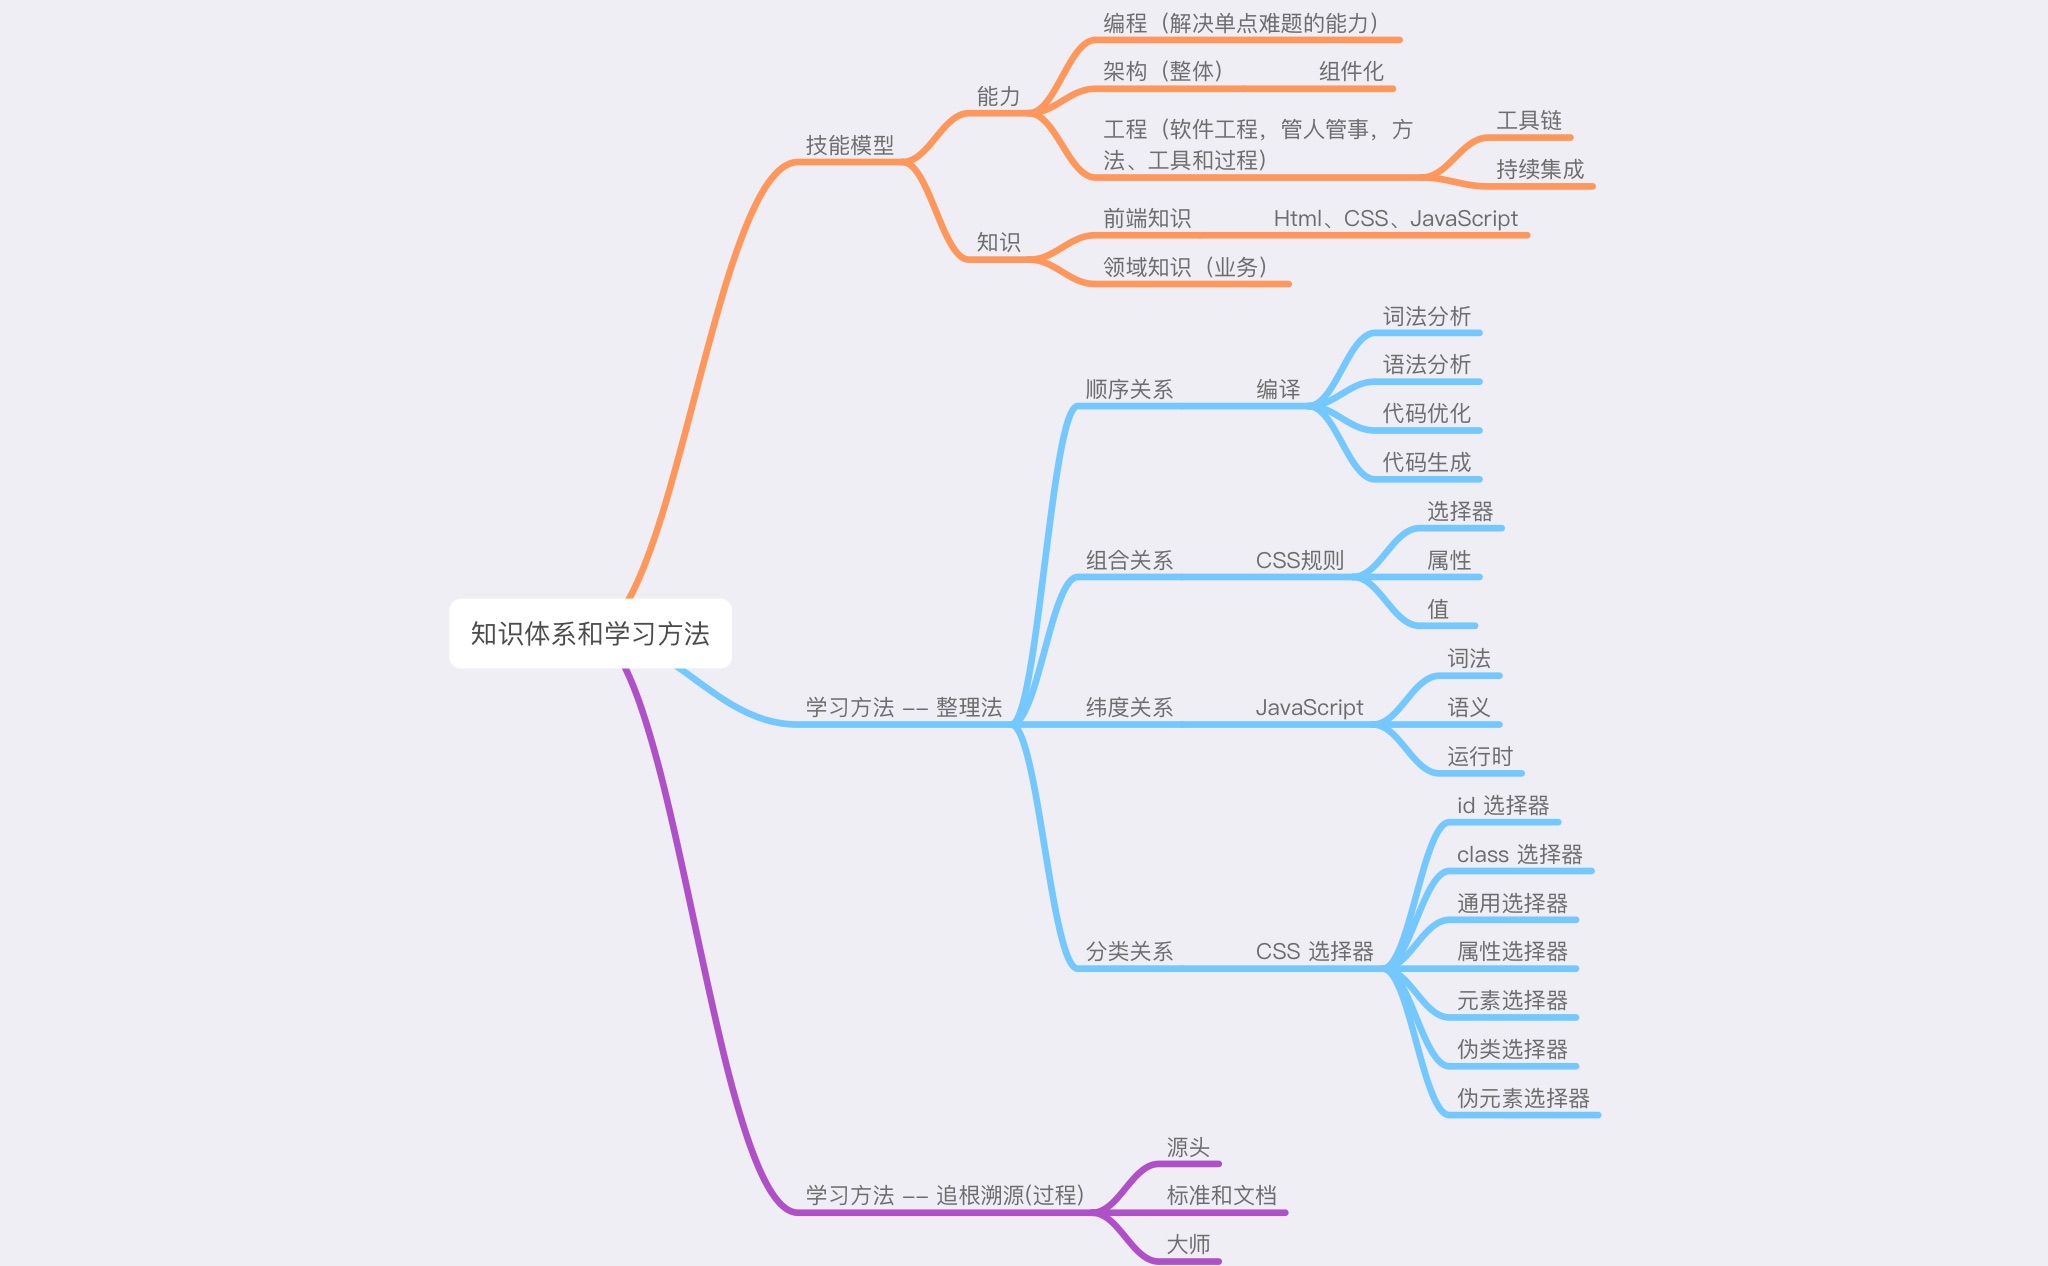 知识体系和学习方法
技能模型
能力
编程（解决单点难题的能力）
架构（整体）
组件化
工程（软件工程，管人管事，方
法、工具和过程）
工具链
持续集成
知识
前端知识
Html、CSS、JavaScript
领域知识（业务）
学习方法 -- 整理法
顺序关系
编译
词法分析
语法分析
代码优化
代码生成
组合关系
CSS规则
选择器
属性
值
纬度关系
JavaScript
词法
语义
运行时
分类关系
CSS 选择器
id 选择器
class 选择器
通用选择器
属性选择器
元素选择器
伪类选择器
伪元素选择器
学习方法 -- 追根溯源(过程)
源头
标准和文档
大师